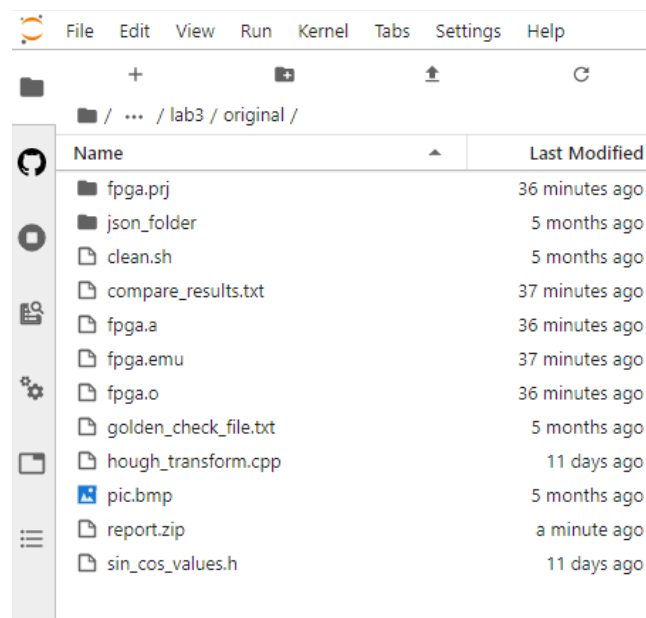 File Edit View Run Kernel Tabs Settings Help
/ ··· / lab3 / original /
Name Last Modified
fpga.prj 36 minutes ago
json_folder 5 months ago
clean.sh 5 months ago
compare_results.txt 37 minutes ago
fpga.a 36 minutes ago
fpga.emu 37 minutes ago
fpga.o 36 minutes ago
golden_check_file.txt 5 months ago
hough_transform.cpp 11 days ago
pic.bmp 5 months ago
report.zip a minute ago
sin_cos_values.h 11 days ago